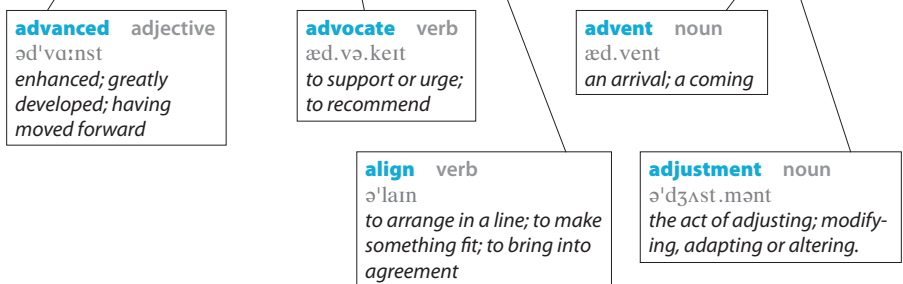 advanced adjective
əd'vɑːnst
enhanced; greatly
developed; having
moved forward
advocate verb
æd.və.keɪt
to support or urge;
to recommend
advent noun
æd.vent
an arrival; a coming
align verb
ə'laɪn
to arrange in a line; to make
something fit; to bring into
agreement
adjustment noun
ə'dʒʌst.mənt
the act of adjusting; modify-
ing, adapting or altering.